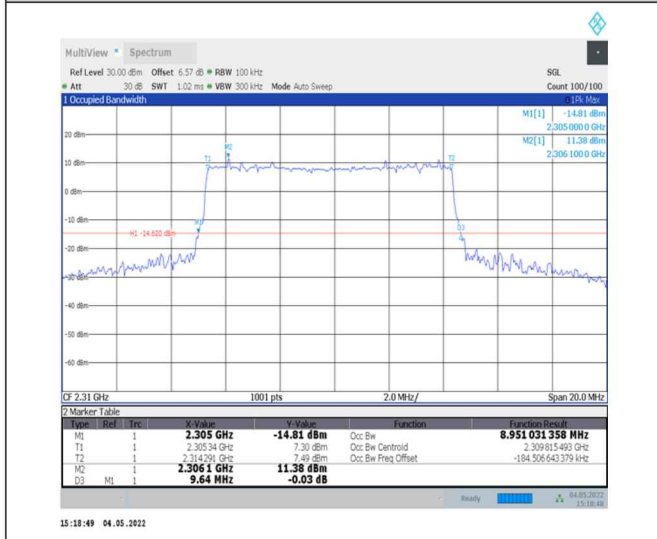 MultiView Spectrum
Ref Level 30.00 dBm Offset 6.57 dB RBW 100 kHz SGL
Att 30 dB SWT 1.02 ms VBW 300 kHz Mode Auto Sweep Count 100/100
1 Occupied Bandwidth 1Pk Max
M1[1] -14.81 dBm
2.305000 0 GHz
20 dBm
M2[1] 11.38 dBm
2.306100 0 GHz
M2
10 dBm
T1 T2
0 dBm
-10 dBm
M1
H1 -14.620 dBm
D3
-20 dBm
-30 dBm
-40 dBm
-50 dBm
-60 dBm
CF 2.31 GHz 1001 pts 2.0 MHz/ Span 20.0 MHz
2 Marker Table
Type Ref Trc X-Value Y-Value Function Function Result
M1 1 2.305 GHz -14.81 dBm Occ Bw 8.951 031 358 MHz
T1 1 2.30534 GHz 7.30 dBm Occ Bw Centroid 2.309 815 493 GHz
T2 1 2.314291 GHz 7.49 dBm Occ Bw Freq Offset -184.506 643 379 kHz
M2 1 2.3061 GHz 11.38 dBm
D3 M1 1 9.64 MHz -0.03 dB
Ready 04.05.2022
15:18:48
15:18:49 04.05.2022